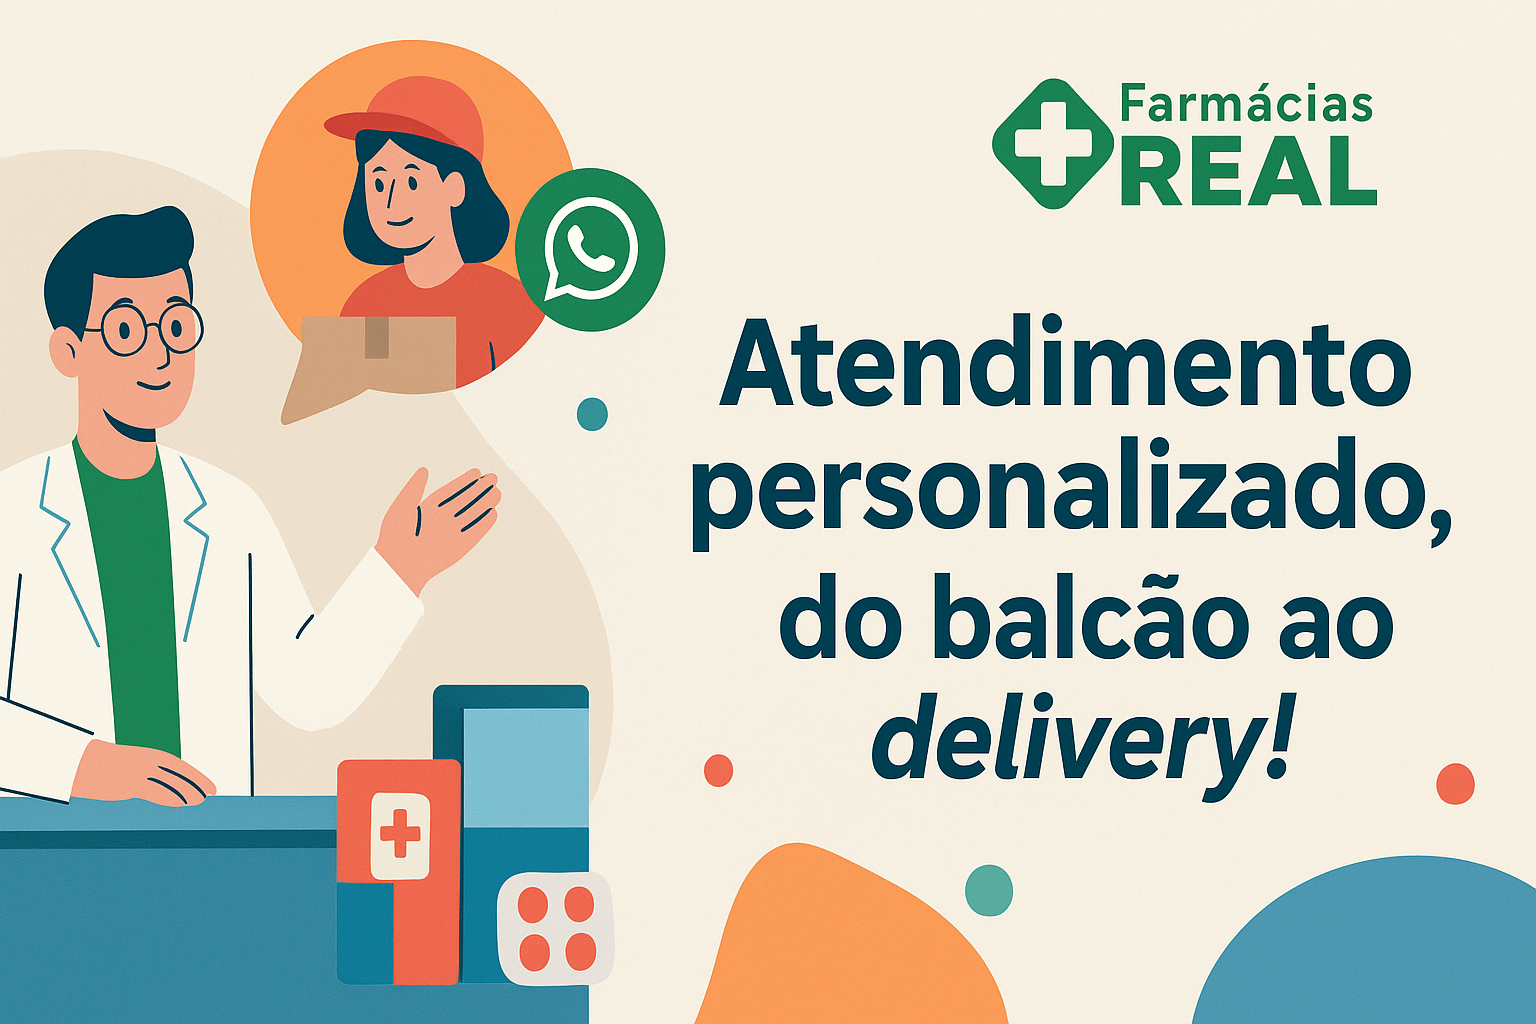 Farmácias
REAL
Atendimento
personalizado,
do balcão ao
delivery!